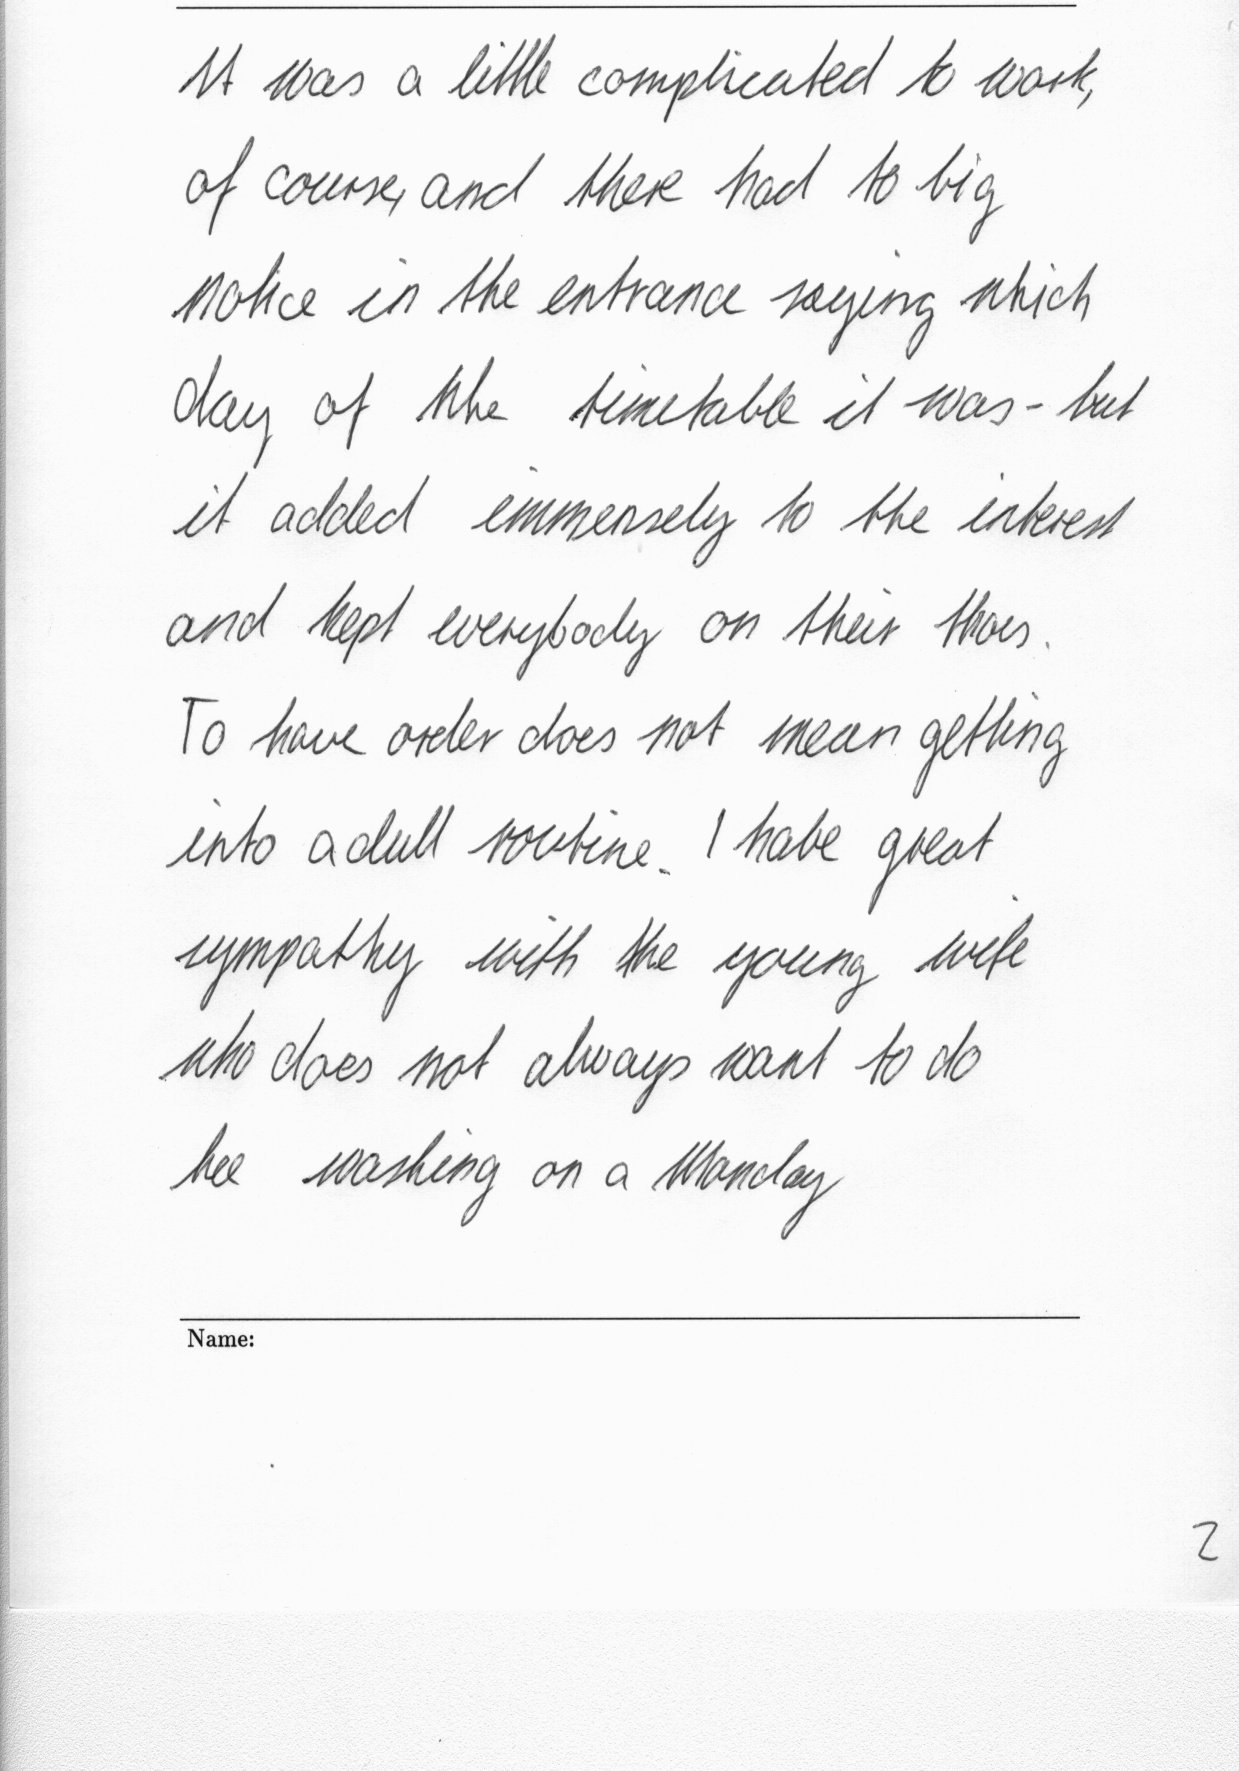 It was a little complicated to work,
of course, and there had to big
notice in the entrance saying which
day of the timetable it was - but
it added immensely to the interest
and kept everybody on their thoes.
To have order does not mean getting
into a dull routine. I habe great
sympathy with the young wife
who does not always want to do
hee washing on a Monday
Name:
2